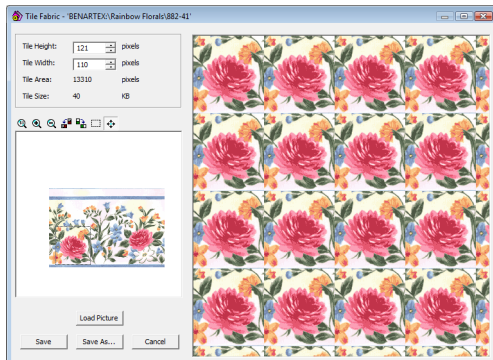 Tile Fabric - 'BENARTEX:\Rainbow Florals\882-41'
Tile Height: 121 pixels
Tile Width: 110 pixels
Tile Area: 13310 pixels
Tile Size: 40 KB
Load Picture
Save Save As... Cancel